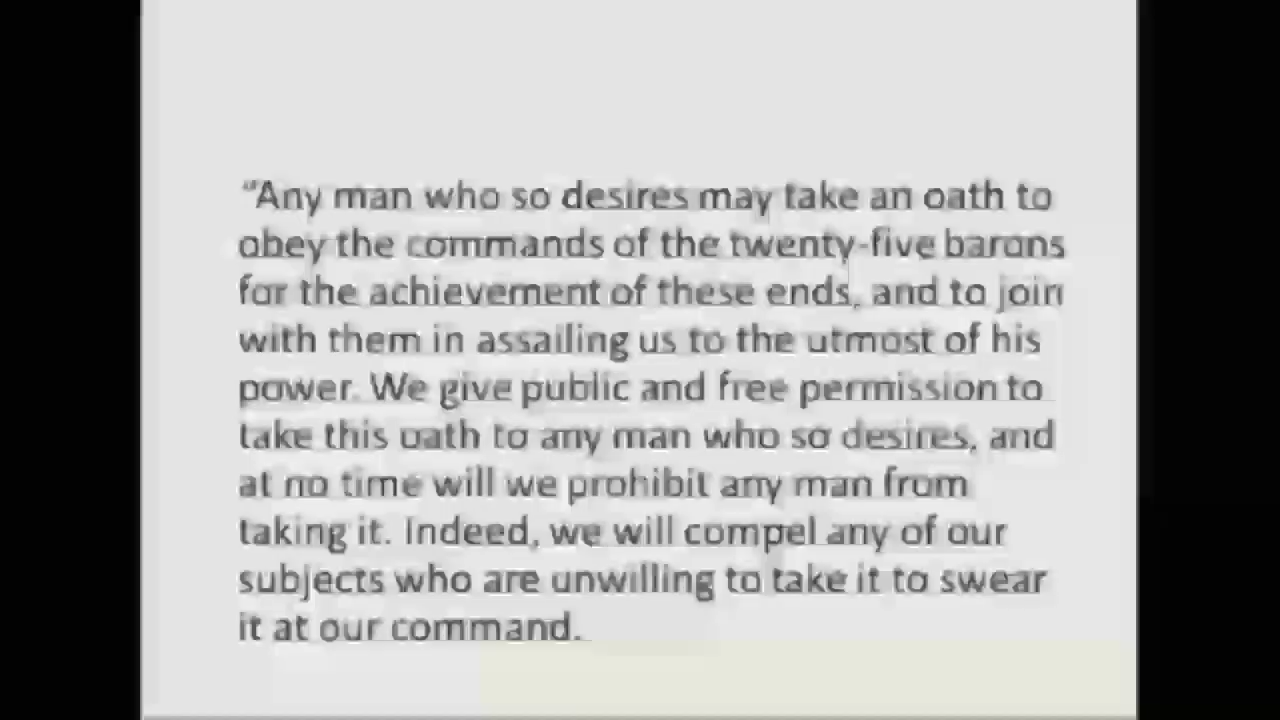 "Any man who so desires may take an oath to
obey the commands of the twenty-five barons
for the achievement of these ends, and to join
with them in assailing us to the utmost of his
power. We give public and free permission to
take this oath to any man who so desires, and
at no time will we prohibit any man from
taking it. Indeed, we will compel any of our
subjects who are unwilling to take it to swear
it at our command.